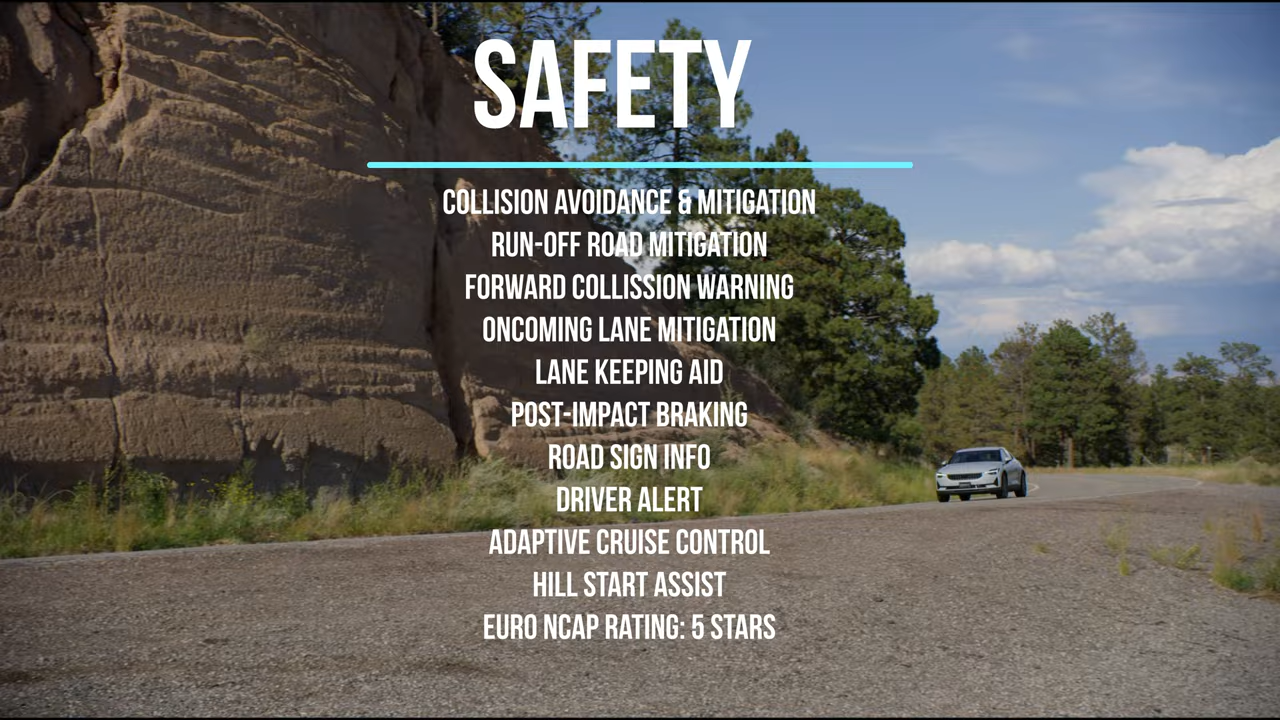 SAFETY
COLLISION AVOIDANCE & MITIGATION
RUN-OFF ROAD MITIGATION
FORWARD COLLISSION WARNING
ONCOMING LANE MITIGATION
LANE KEEPING AID
POST-IMPACT BRAKING
ROAD SIGN INFO
DRIVER ALERT
ADAPTIVE CRUISE CONTROL
HILL START ASSIST
EURO NCAP RATING: 5 STARS